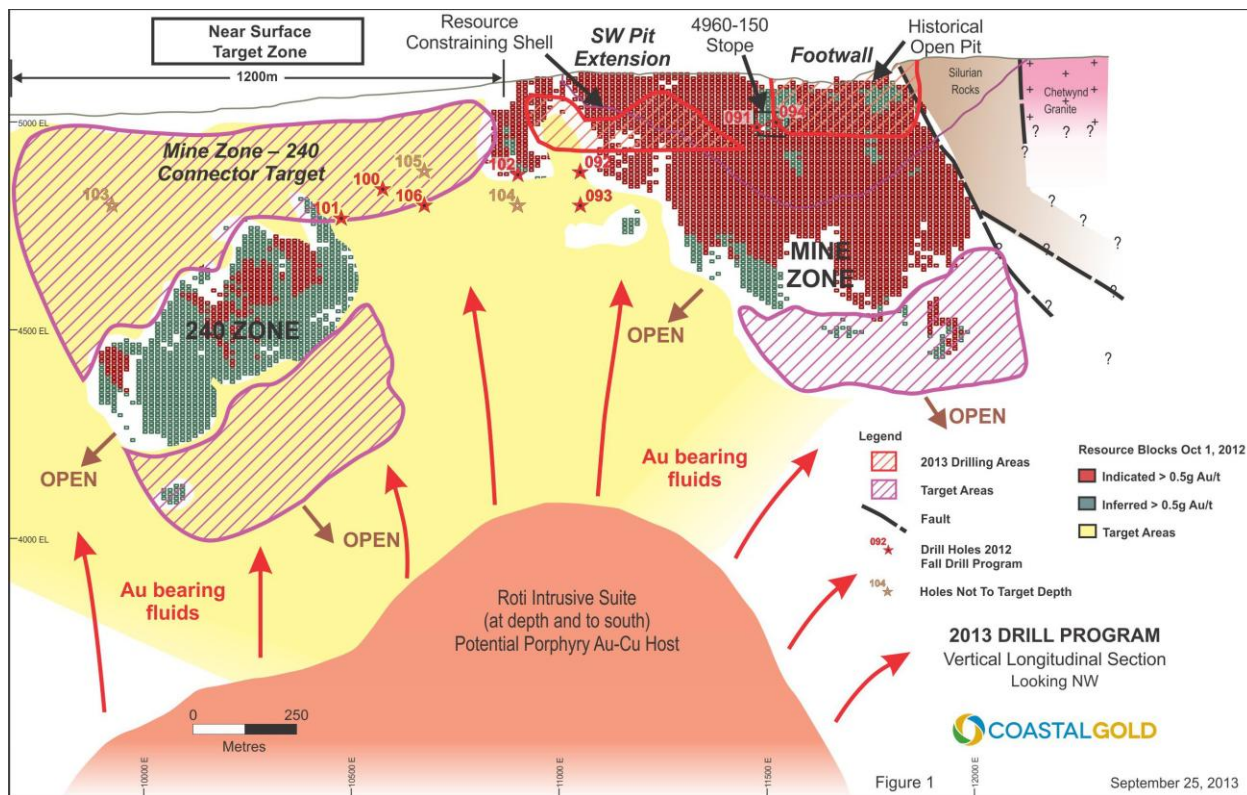 Near Surface
Target Zone
1200m
Resource
Constraining Shell
SW Pit
Extension
4960-150
Stope
Footwall
Historical
Open Pit
Silurian
Rocks
Chetwynd
Granite
+ + + + + + + +
? ? ?
5000 EL
Mine Zone – 240
Connector Target
103
101
100
105
106
102
104
092
093
091
094
MINE
ZONE
240 ZONE
4500 EL
4000 EL
OPEN
OPEN
OPEN
OPEN
? ? ? ? ? ? ?
Au bearing
fluids
Au bearing
fluids
Roti Intrusive Suite
(at depth and to south)
Potential Porphyry Au-Cu Host
Legend
2013 Drilling Areas
Target Areas
Fault
092
Drill Holes 2012
Fall Drill Program
104
Holes Not To Target Depth
Resource Blocks Oct 1, 2012
Indicated > 0.5g Au/t
Inferred > 0.5g Au/t
Target Areas
2013 DRILL PROGRAM
Vertical Longitudinal Section
Looking NW
COASTALGOLD
0 250
Metres
10000 E
10500 E
11000 E
11500 E
12000 E
Figure 1
September 25, 2013